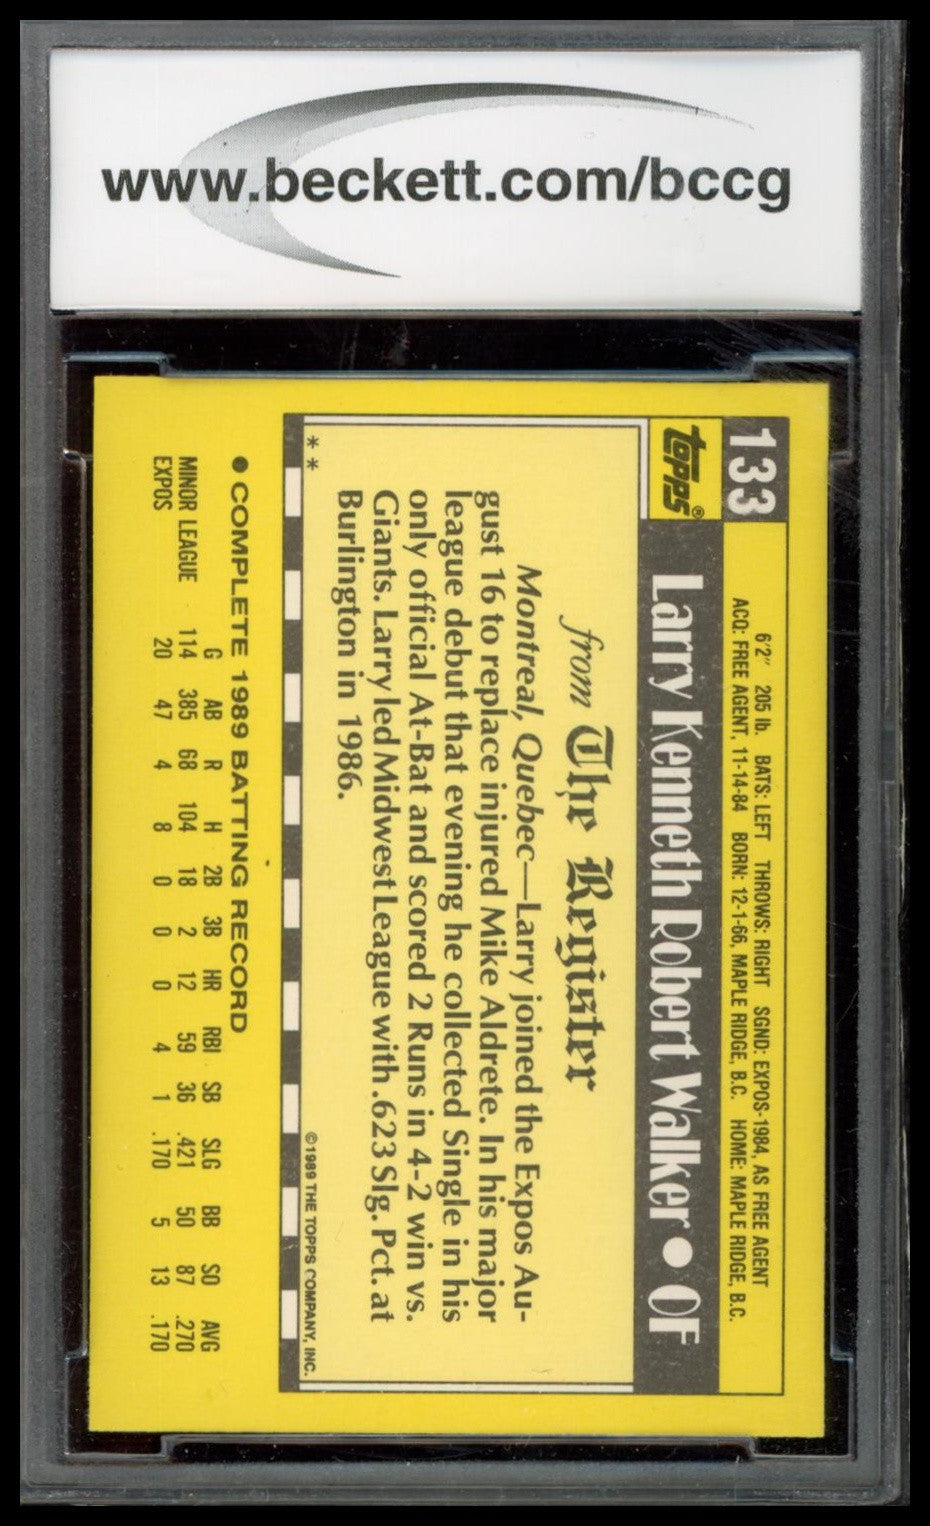 www.beckett.com/bccg
133
topps®
6'2" 205 lb. BATS: LEFT THROWS: RIGHT SGND: EXPOS-1984, AS FREE AGENT
ACQ: FREE AGENT, 11-14-84 BORN: 12-1-66, MAPLE RIDGE, B.C. HOME: MAPLE RIDGE, B.C.
Larry Kenneth Robert Walker • OF
from The Register
Montreal, Quebec—Larry joined the Expos Au-
gust 16 to replace injured Mike Aldrete. In his major
league debut that evening he collected Single in his
only official At-Bat and scored 2 Runs in 4-2 win vs.
Giants. Larry led Midwest League with .623 Slg. Pct. at
Burlington in 1986.
** ©1989 THE TOPPS COMPANY, INC.
• COMPLETE 1989 BATTING RECORD
G AB R H 2B 3B HR RBI SB SLG BB SO AVG
MINOR LEAGUE 114 385 68 104 18 2 12 59 36 .421 50 87 .270
EXPOS 20 47 4 8 0 0 0 4 1 .170 5 13 .170